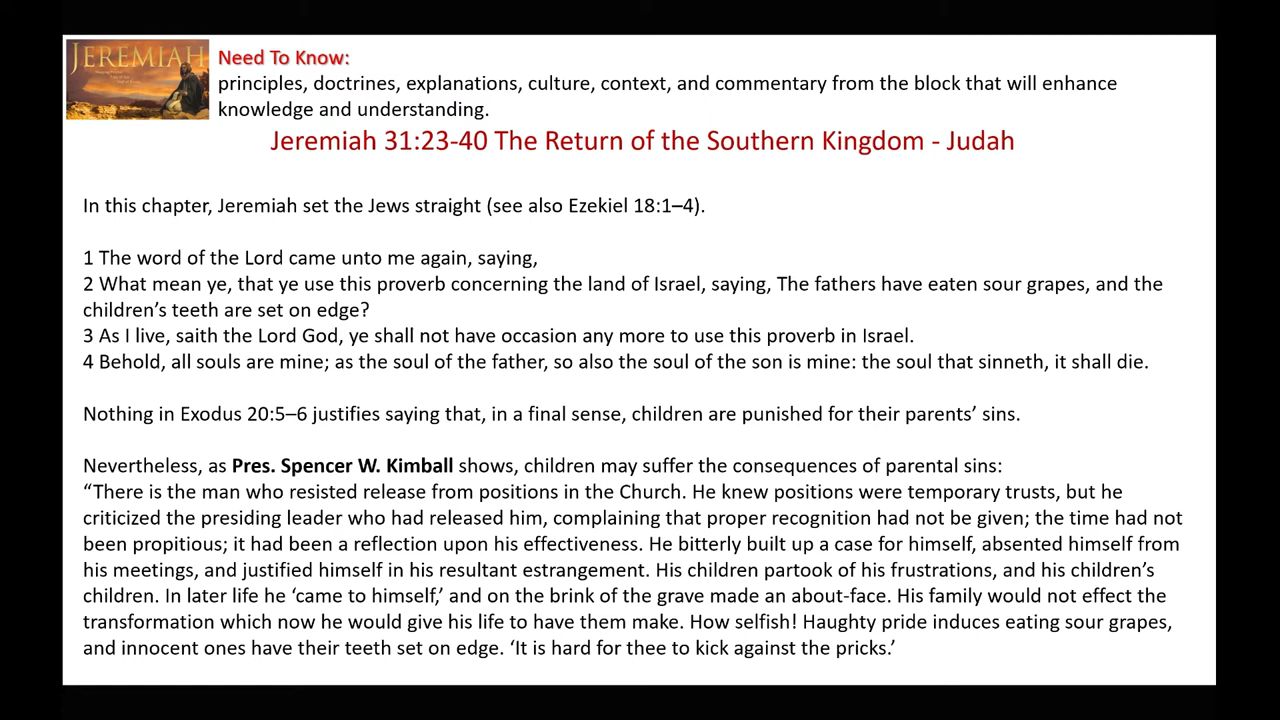 JEREMIAH
Need To Know:
principles, doctrines, explanations, culture, context, and commentary from the block that will enhance
knowledge and understanding.
Jeremiah 31:23-40 The Return of the Southern Kingdom - Judah
In this chapter, Jeremiah set the Jews straight (see also Ezekiel 18:1–4).
1 The word of the Lord came unto me again, saying,
2 What mean ye, that ye use this proverb concerning the land of Israel, saying, The fathers have eaten sour grapes, and the
children’s teeth are set on edge?
3 As I live, saith the Lord God, ye shall not have occasion any more to use this proverb in Israel.
4 Behold, all souls are mine; as the soul of the father, so also the soul of the son is mine: the soul that sinneth, it shall die.
Nothing in Exodus 20:5–6 justifies saying that, in a final sense, children are punished for their parents’ sins.
Nevertheless, as Pres. Spencer W. Kimball shows, children may suffer the consequences of parental sins:
“There is the man who resisted release from positions in the Church. He knew positions were temporary trusts, but he
criticized the presiding leader who had released him, complaining that proper recognition had not be given; the time had not
been propitious; it had been a reflection upon his effectiveness. He bitterly built up a case for himself, absented himself from
his meetings, and justified himself in his resultant estrangement. His children partook of his frustrations, and his children’s
children. In later life he ‘came to himself,’ and on the brink of the grave made an about-face. His family would not effect the
transformation which now he would give his life to have them make. How selfish! Haughty pride induces eating sour grapes,
and innocent ones have their teeth set on edge. ‘It is hard for thee to kick against the pricks.’